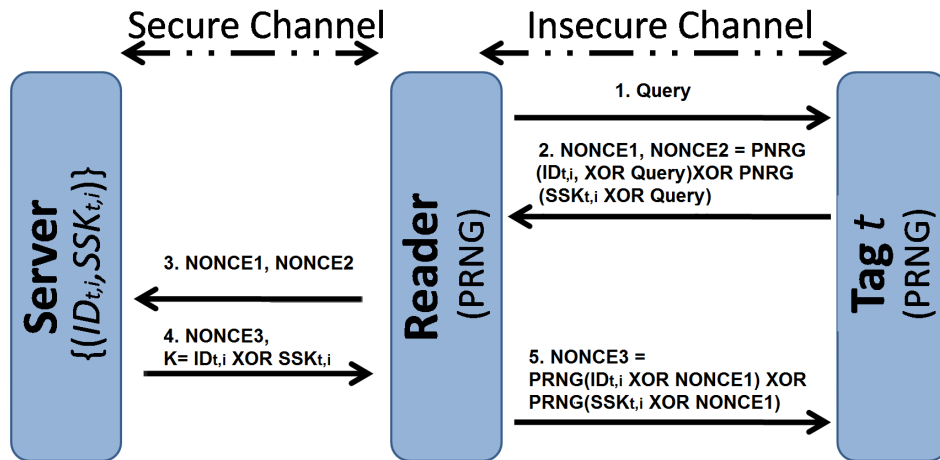 Secure Channel
Insecure Channel
Server
{(IDt,i,SSKt,i)}
Reader
(PRNG)
Tag t
(PRNG)
1. Query
2. NONCE1, NONCE2 = PNRG
(IDt,i, XOR Query)XOR PNRG
(SSKt,i XOR Query)
3. NONCE1, NONCE2
4. NONCE3,
K= IDt,i XOR SSKt,i
5. NONCE3 =
PRNG(IDt,i XOR NONCE1) XOR
PRNG(SSKt,i XOR NONCE1)